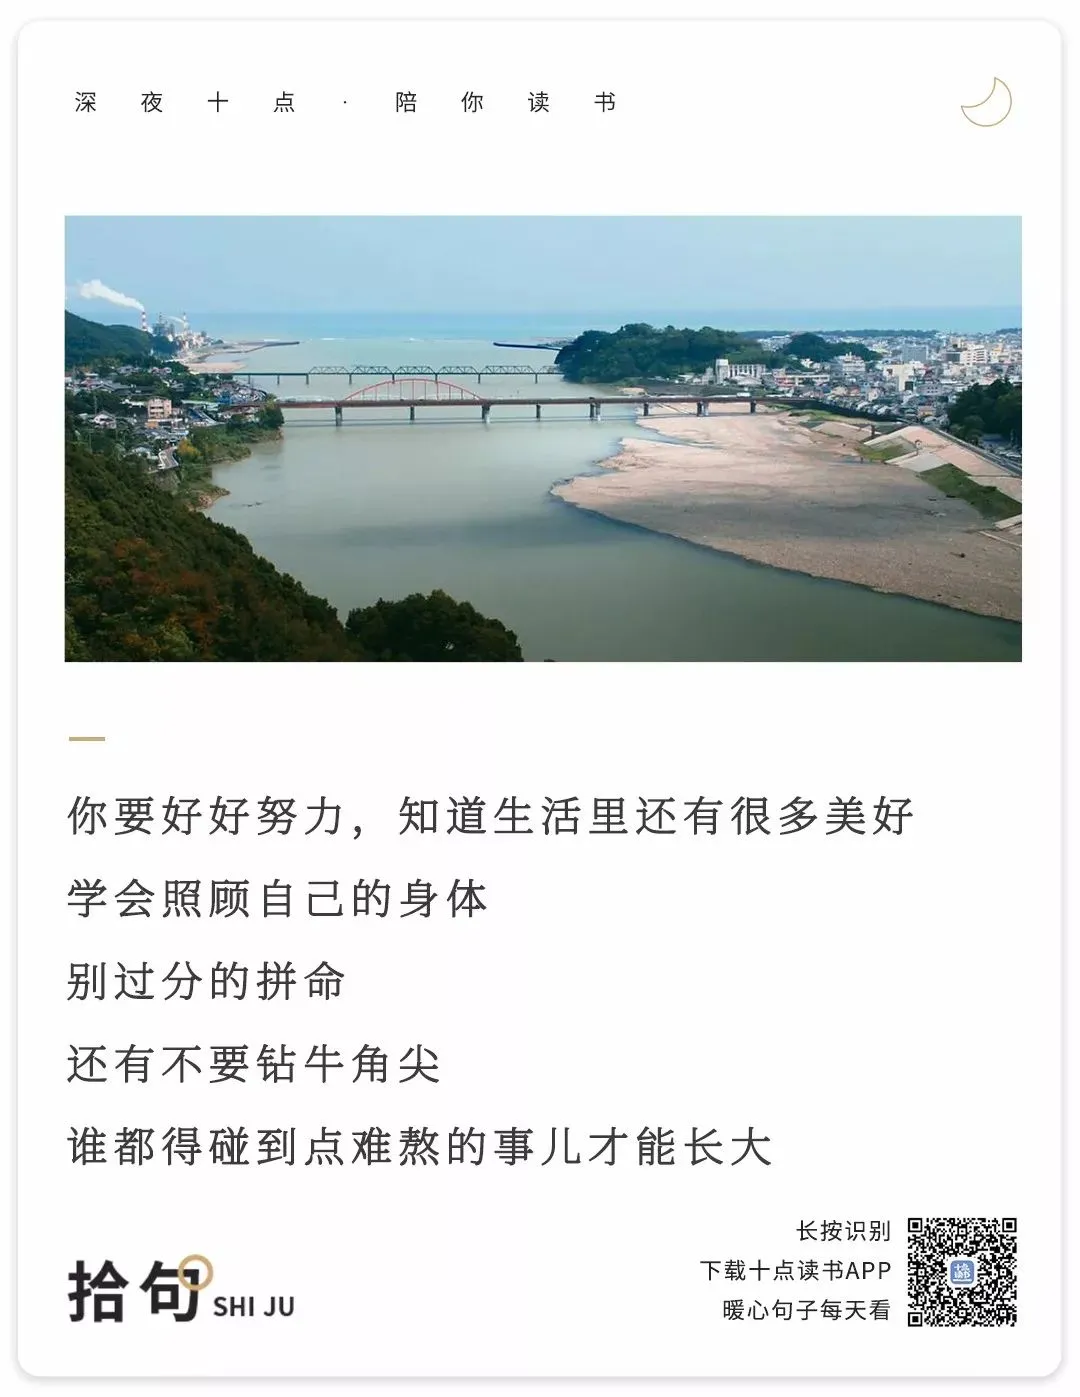 深夜十点·陪你读书
你要好好努力，知道生活里还有很多美好
学会照顾自己的身体
别过分的拼命
还有不要钻牛角尖
谁都得碰到点难熬的事儿才能长大
长按识别
下载十点读书APP
暖心句子每天看
十点读书
拾句 SHI JU